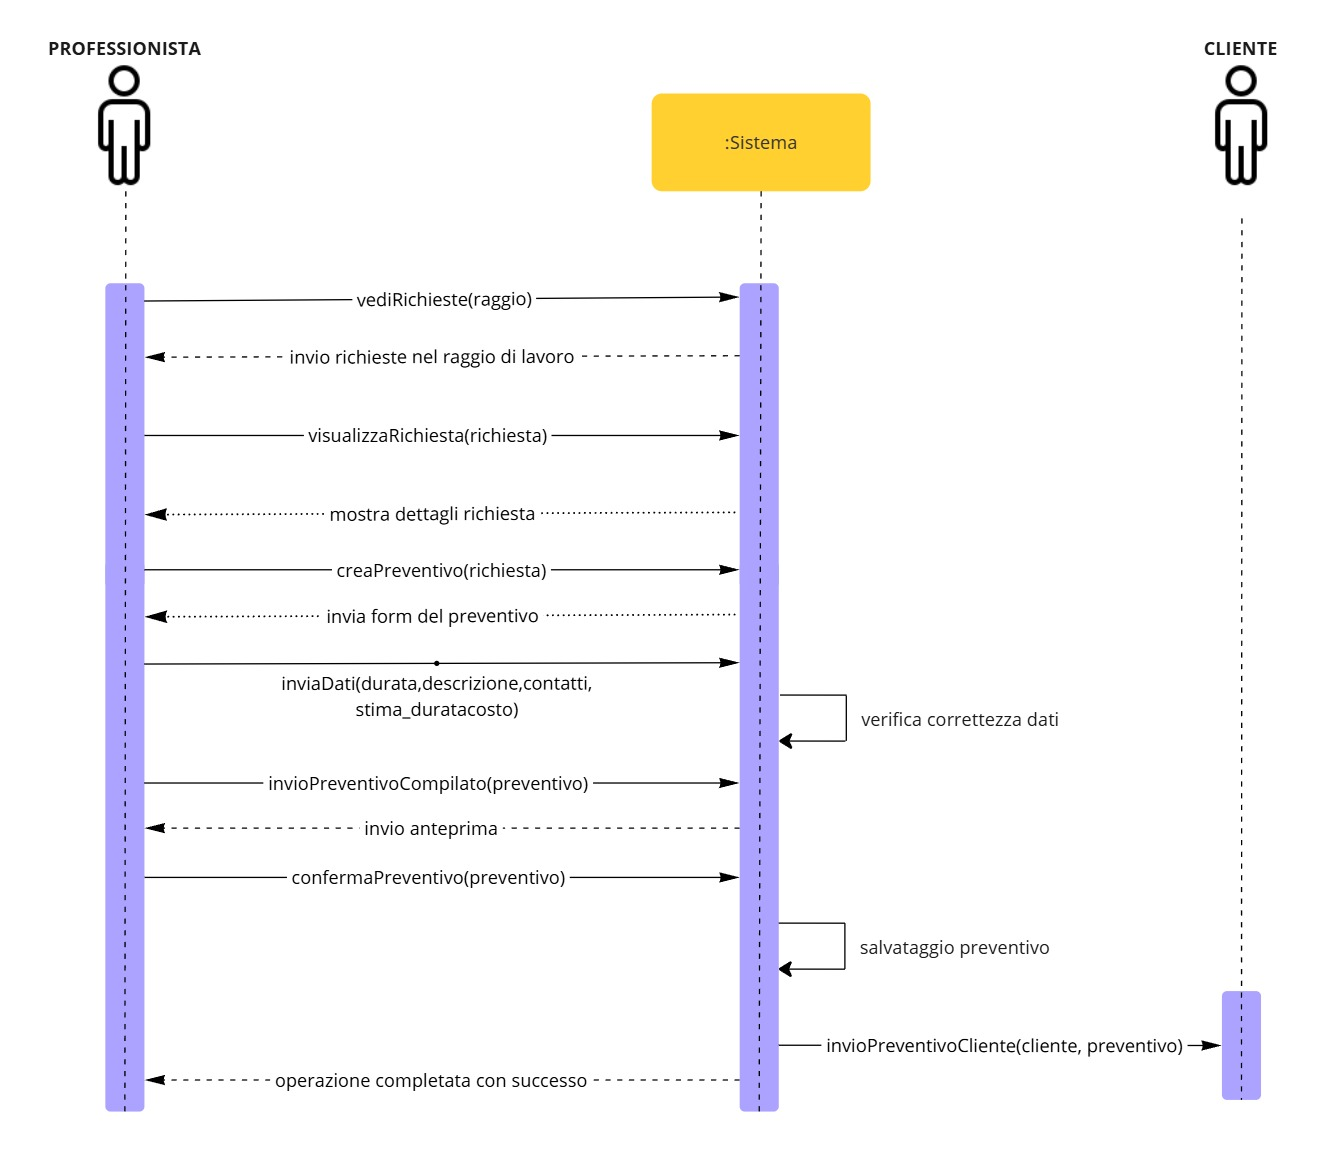 PROFESSIONISTA
CLIENTE
:Sistema
vediRichieste(raggio)
invio richieste nel raggio di lavoro
visualizzaRichiesta(richiesta)
mostra dettagli richiesta
creaPreventivo(richiesta)
invia form del preventivo
inviaDati(durata,descrizione,contatti,
stima_duratacosto)
verifica correttezza dati
invioPreventivoCompilato(preventivo)
invio anteprima
confermaPreventivo(preventivo)
salvataggio preventivo
invioPreventivoCliente(cliente, preventivo)
operazione completata con successo